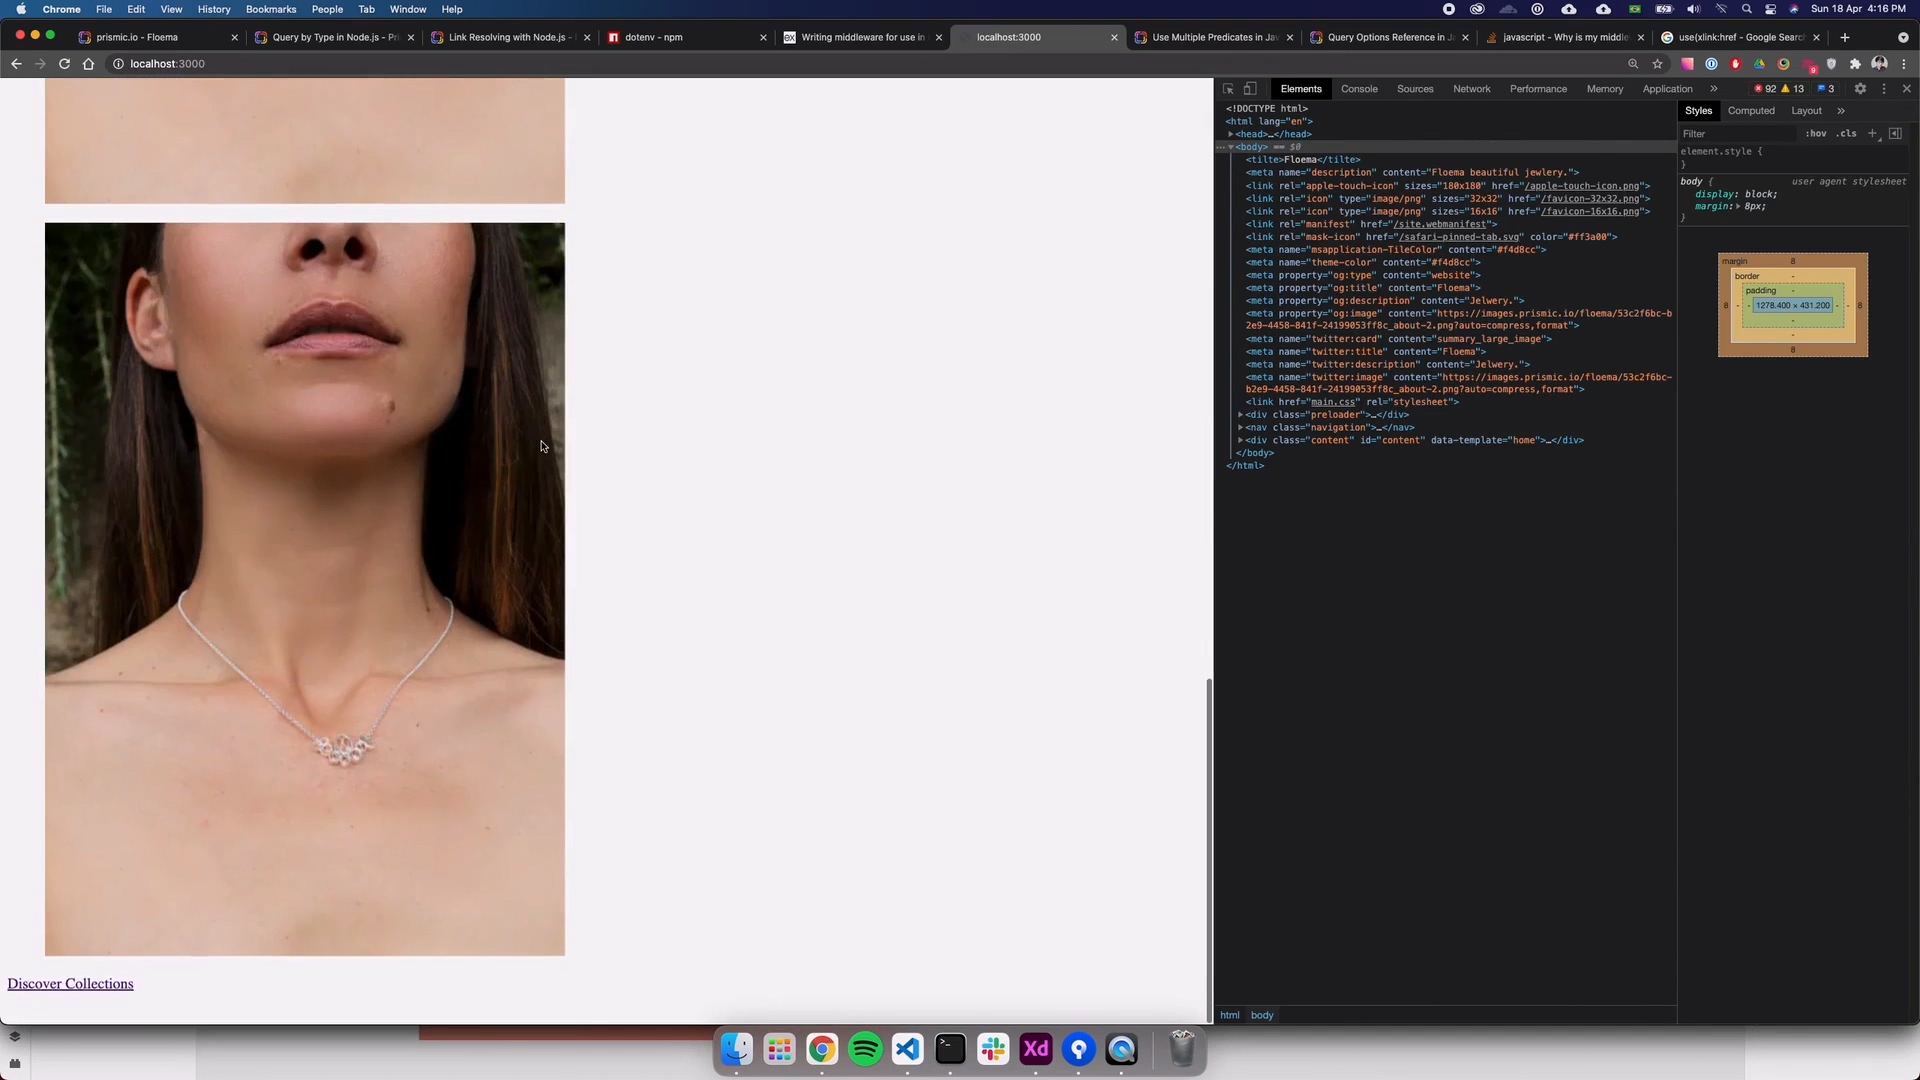 Chrome File Edit View History Bookmarks People Tab Window Help Sun 18 Apr 4:16 PM
prismic.io - Floema Query by Type in Node.js - Pri Link Resolving with Node.js - dotenv - npm Writing middleware for use in localhost:3000 Use Multiple Predicates in Jav Query Options Reference in J javascript - Why is my middle use(xlink:href - Google Search
localhost:3000
9
Elements Console Sources Network Performance Memory Application » 92 13 3
<!DOCTYPE html>
<html lang="en">
<head>…</head>
<body> == $0
<tilte>Floema</tilte>
<meta name="description" content="Floema beautiful jewlery.">
<link rel="apple-touch-icon" sizes="180x180" href="/apple-touch-icon.png">
<link rel="icon" type="image/png" sizes="32x32" href="/favicon-32x32.png">
<link rel="icon" type="image/png" sizes="16x16" href="/favicon-16x16.png">
<link rel="manifest" href="/site.webmanifest">
<link rel="mask-icon" href="/safari-pinned-tab.svg" color="#ff3a00">
<meta name="msapplication-TileColor" content="#f4d8cc">
<meta name="theme-color" content="#f4d8cc">
<meta property="og:type" content="website">
<meta property="og:title" content="Floema">
<meta property="og:description" content="Jelwery.">
<meta property="og:image" content="https://images.prismic.io/floema/53c2f6bc-b
2e9-4458-841f-24199053ff8c_about-2.png?auto=compress,format">
<meta name="twitter:card" content="summary_large_image">
<meta name="twitter:title" content="Floema">
<meta name="twitter:description" content="Jelwery.">
<meta name="twitter:image" content="https://images.prismic.io/floema/53c2f6bc-
b2e9-4458-841f-24199053ff8c_about-2.png?auto=compress,format">
<link href="main.css" rel="stylesheet">
<div class="preloader">…</div>
<nav class="navigation">…</nav>
<div class="content" id="content" data-template="home">…</div>
</body>
</html>
html body
Styles Computed Layout »
Filter :hov .cls +
element.style {
}
body { user agent stylesheet
display: block;
margin: 8px;
}
margin 8
border -
padding -
8 - - 1278.400 × 431.200 - - 8
-
-
8
Discover Collections
Xd